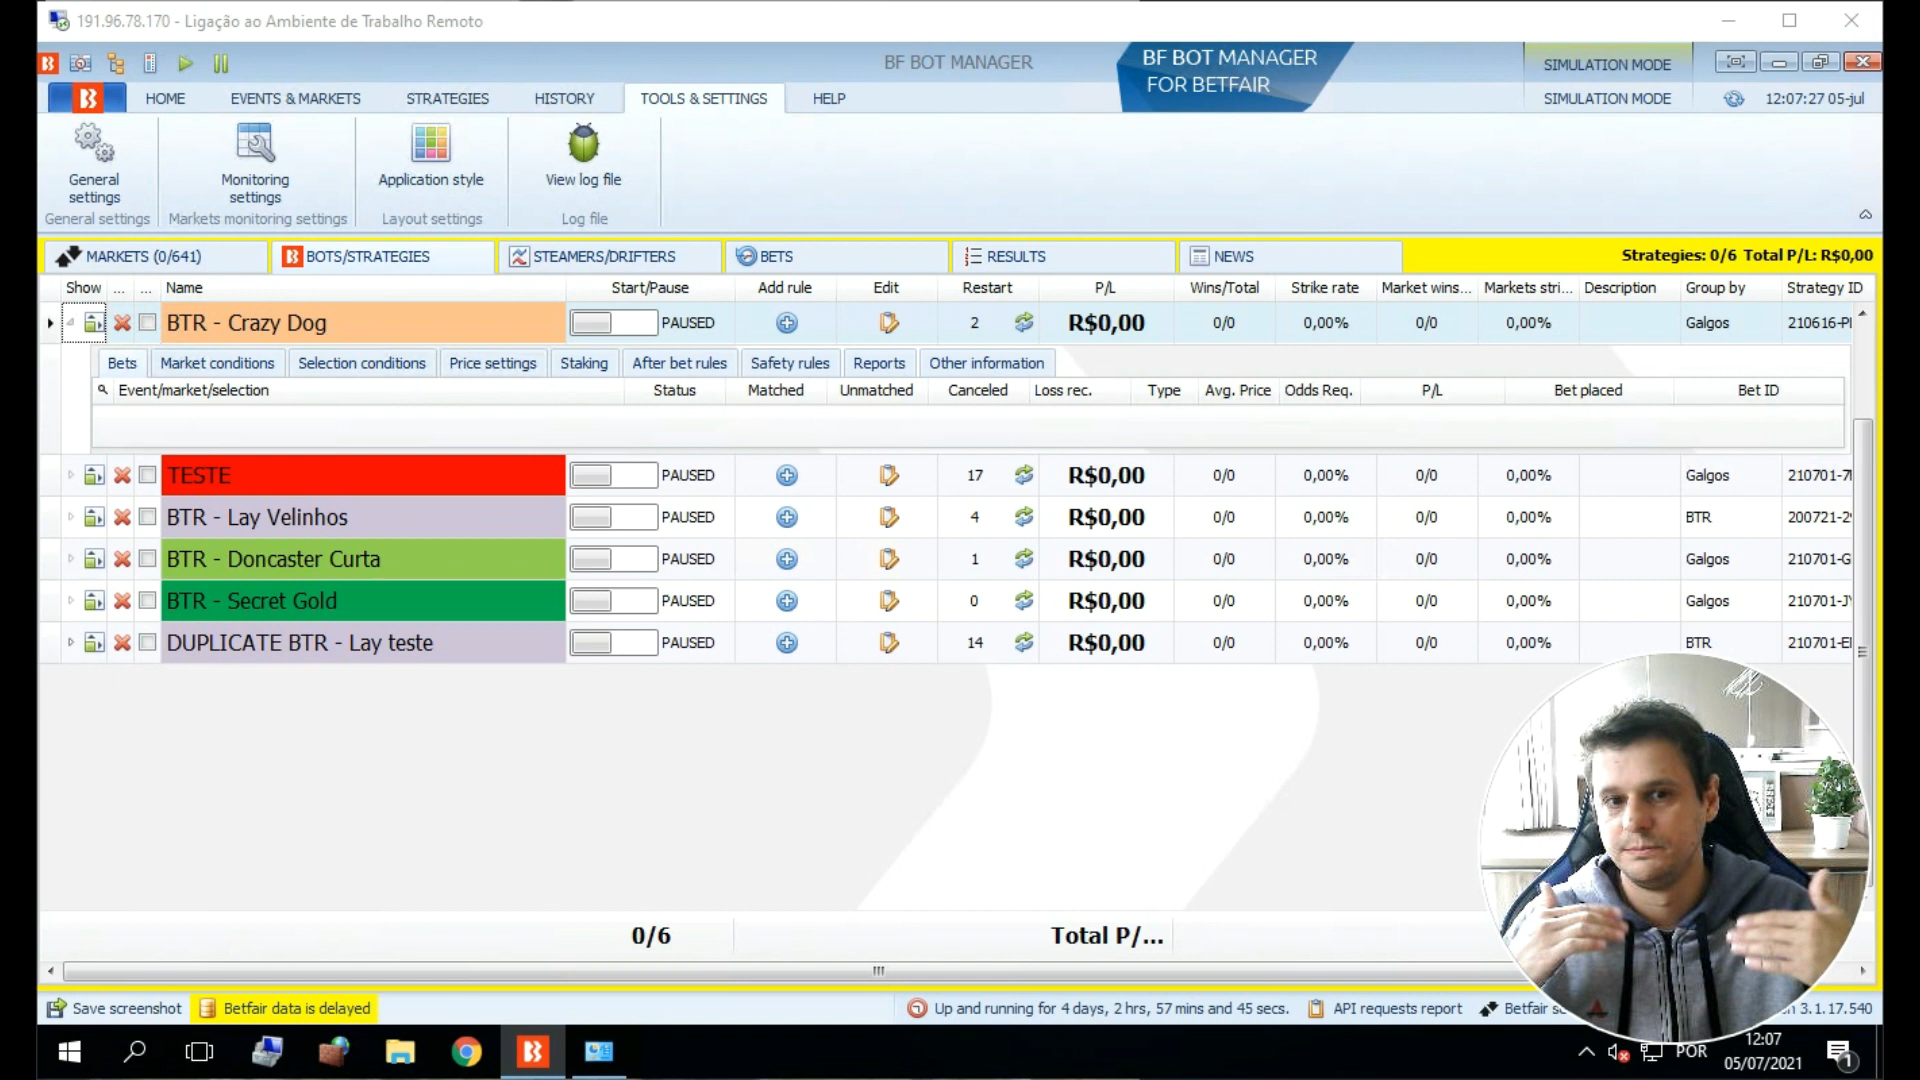 191.96.78.170 - Ligação ao Ambiente de Trabalho Remoto
BF BOT MANAGER
BF BOT MANAGER
FOR BETFAIR
SIMULATION MODE
HOME EVENTS & MARKETS STRATEGIES HISTORY TOOLS & SETTINGS HELP
SIMULATION MODE 12:07:27 05-jul
General settings
Monitoring settings
Application style
View log file
General settings Markets monitoring settings Layout settings Log file
MARKETS (0/641) BOTS/STRATEGIES STEAMERS/DRIFTERS BETS RESULTS NEWS Strategies: 0/6 Total P/L: R$0,00
Show ... ... Name Start/Pause Add rule Edit Restart P/L Wins/Total Strike rate Market wins... Markets stri... Description Group by Strategy ID
BTR - Crazy Dog PAUSED 2 R$0,00 0/0 0,00% 0/0 0,00% Galgos 210616-PI
Bets Market conditions Selection conditions Price settings Staking After bet rules Safety rules Reports Other information
Event/market/selection Status Matched Unmatched Canceled Loss rec. Type Avg. Price Odds Req. P/L Bet placed Bet ID
TESTE PAUSED 17 R$0,00 0/0 0,00% 0/0 0,00% Galgos 210701-7
BTR - Lay Velinhos PAUSED 4 R$0,00 0/0 0,00% 0/0 0,00% BTR 200721-2
BTR - Doncaster Curta PAUSED 1 R$0,00 0/0 0,00% 0/0 0,00% Galgos 210701-G
BTR - Secret Gold PAUSED 0 R$0,00 0/0 0,00% 0/0 0,00% Galgos 210701-J
DUPLICATE BTR - Lay teste PAUSED 14 R$0,00 0/0 0,00% 0/0 0,00% BTR 210701-E
0/6 Total P/...
Save screenshot Betfair data is delayed Up and running for 4 days, 2 hrs, 57 mins and 45 secs. API requests report Betfair 3.1.17.540
POR
12:07
05/07/2021
1